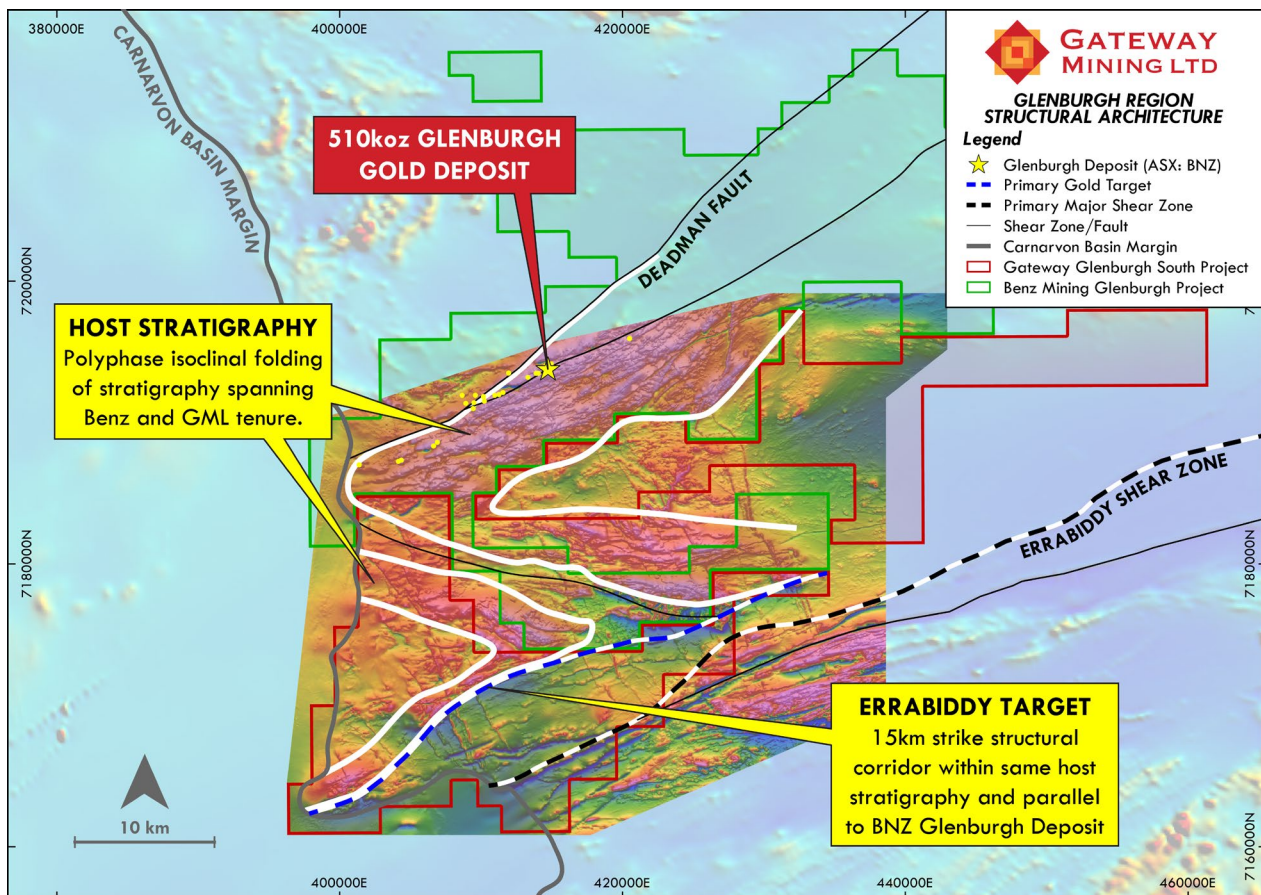 380000E
400000E
420000E
GATEWAY
MINING LTD
GLENBURGH REGION
STRUCTURAL ARCHITECTURE
Legend
Glenburgh Deposit (ASX: BNZ)
Primary Gold Target
Primary Major Shear Zone
Shear Zone/Fault
Carnarvon Basin Margin
Gateway Glenburgh South Project
Benz Mining Glenburgh Project
CARNARVON BASIN MARGIN
510koz GLENBURGH
GOLD DEPOSIT
DEADMAN FAULT
7200000N
HOST STRATIGRAPHY
Polyphase isoclinal folding
of stratigraphy spanning
Benz and GML tenure.
ERRABIDDY SHEAR ZONE
7180000N
7180000N
ERRABIDDY TARGET
15km strike structural
corridor within same host
stratigraphy and parallel
to BNZ Glenburgh Deposit
10 km
7160000N
400000E
420000E
440000E
460000E